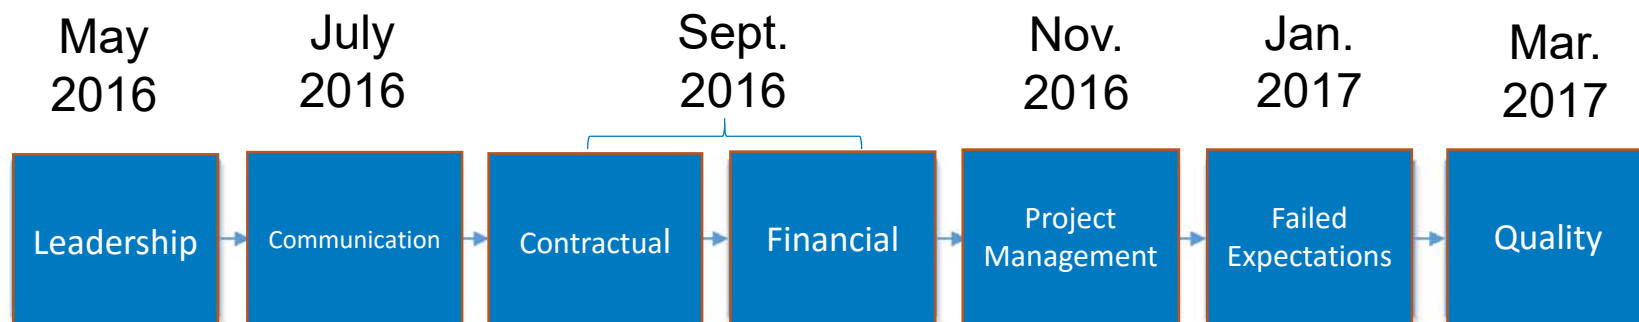 May
2016
July
2016
Sept.
2016
Nov.
2016
Jan.
2017
Mar.
2017
Leadership
Communication
Contractual
Financial
Project
Management
Failed
Expectations
Quality